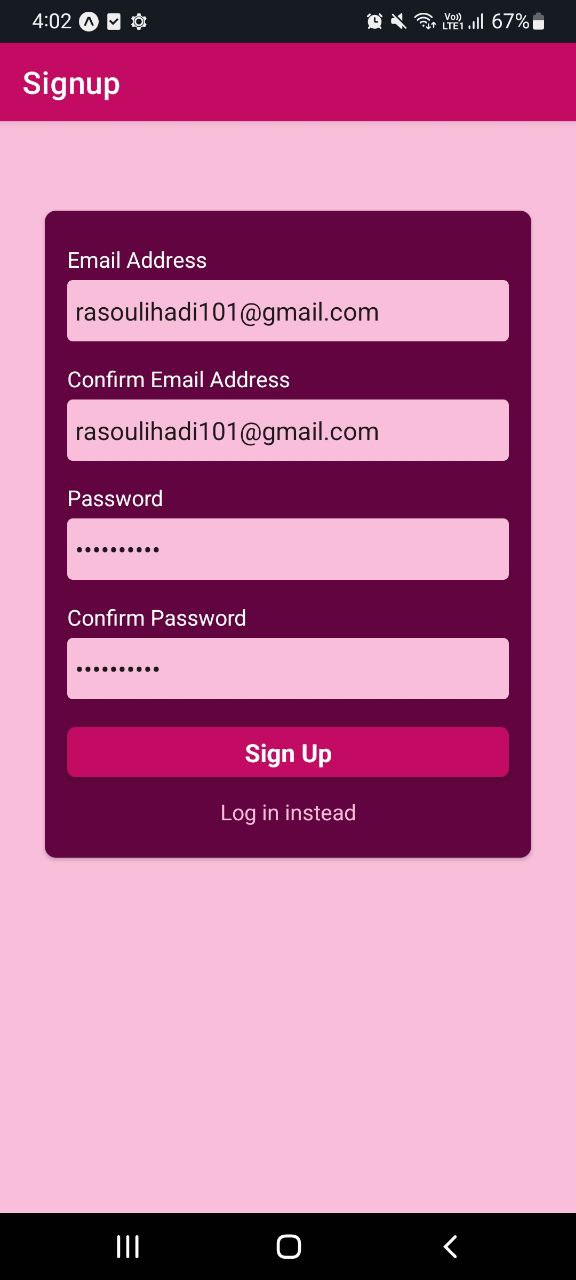 4:02
Vo)) LTE1 67%
Signup
Email Address
rasoulihadi101@gmail.com
Confirm Email Address
rasoulihadi101@gmail.com
Password
••••••••••
Confirm Password
••••••••••
Sign Up
Log in instead